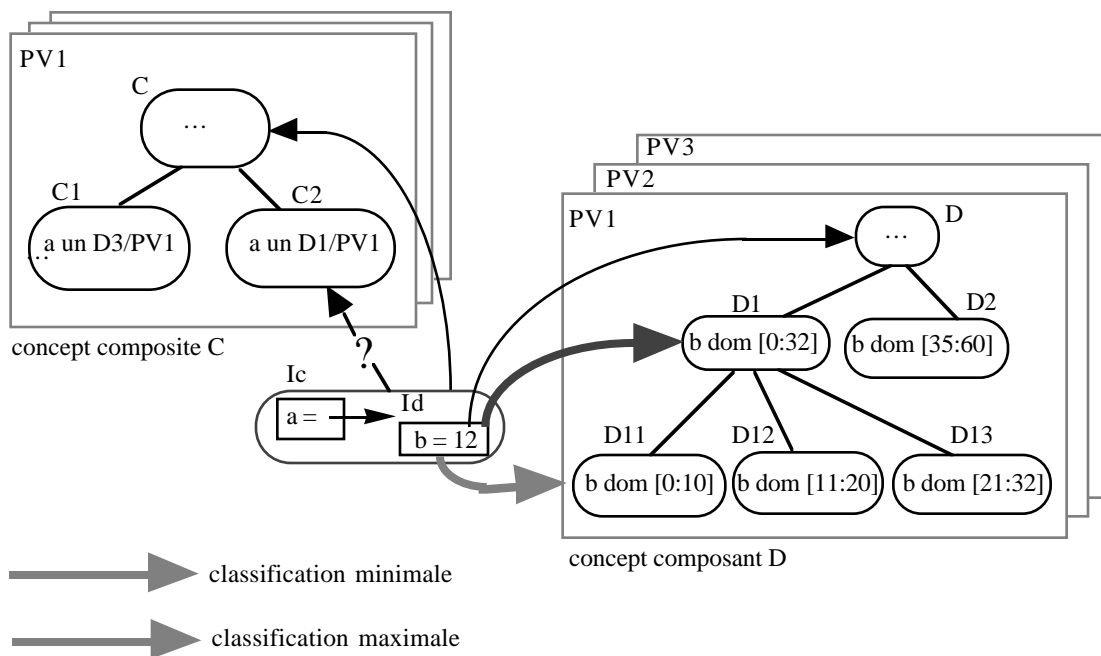 PV1
C
...
C1
C2
a un D3/PV1
...
a un D1/PV1
concept composite C
?
Ic
a =
Id
b = 12
PV3
PV2
PV1
D
...
D1
D2
b dom [0:32]
b dom [35:60]
D11
D12
D13
b dom [0:10]
b dom [11:20]
b dom [21:32]
concept composant D
classification minimale
classification maximale